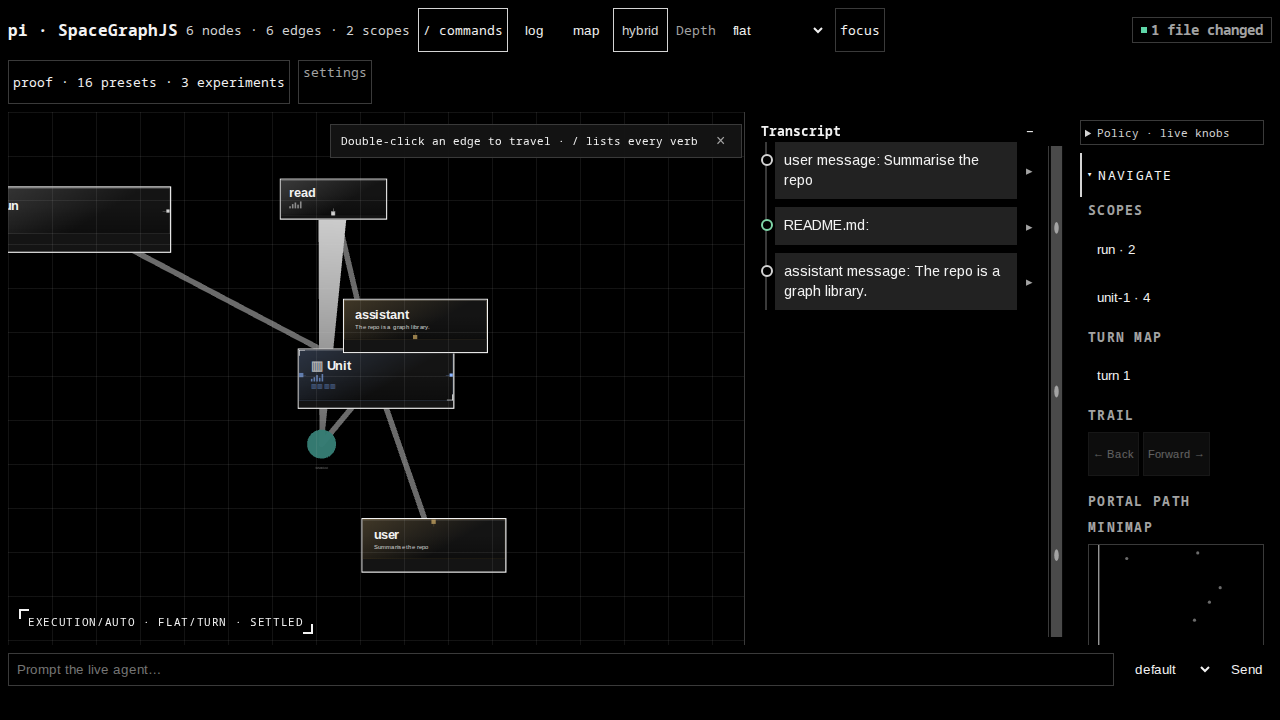 pi · SpaceGraphJS 6 nodes · 6 edges · 2 scopes / commands log map hybrid Depth flat focus 1 file changed
proof · 16 presets · 3 experiments settings
Double-click an edge to travel · / lists every verb ×
un
read
assistant
The repo is a graph library.
Unit
user
Summarise the repo
EXECUTION/AUTO · FLAT/TURN · SETTLED
Transcript –
user message: Summarise the
repo
README.md:
assistant message: The repo is a
graph library.
Policy · live knobs
NAVIGATE
SCOPES
run · 2
unit-1 · 4
TURN MAP
turn 1
TRAIL
← Back Forward →
PORTAL PATH
MINIMAP
Prompt the live agent… default Send